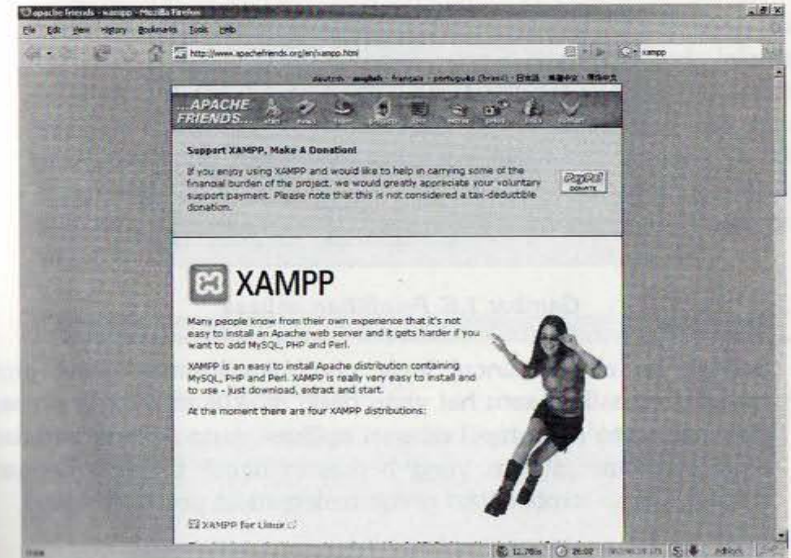 apache friends - xampp - Mozilla Firefox
File Edit View History Bookmarks Tools Help
http://www.apachefriends.org/en/xampp.html
xampp
deutsch · english · français · português (brasil) · 日本語 ·
...APACHE
FRIENDS...
Support XAMPP, Make A Donation!
If you enjoy using XAMPP and would like to help in carrying some of the
financial burden of the project, we would greatly appreciate your voluntary
support payment. Please note that this is not considered a tax-deductible
donation.
PayPal
DONATE
XAMPP
Many people know from their own experience that it's not
easy to install an Apache web server and it gets harder if you
want to add MySQL, PHP and Perl.
XAMPP is an easy to install Apache distribution containing
MySQL, PHP and Perl. XAMPP is really very easy to install and
to use - just download, extract and start.
At the moment there are four XAMPP distributions:
XAMPP for Linux
Done
Adblock